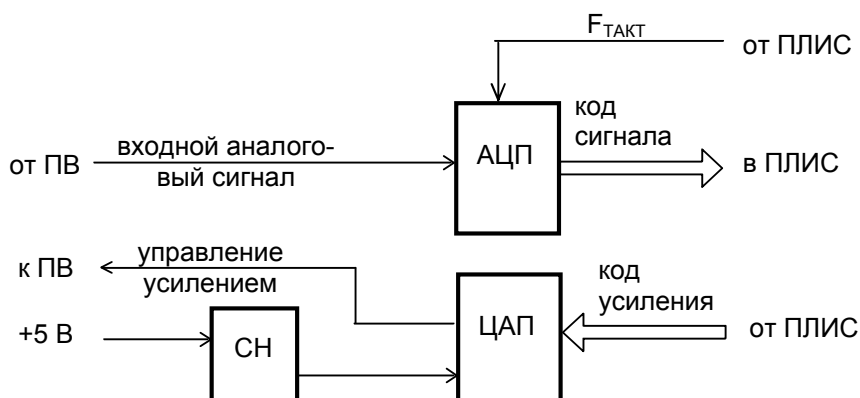 F_ТАКТ
от ПЛИС
код
сигнала
входной аналого-
от ПВ
АЦП
вый сигнал
в ПЛИС
управление
к ПВ
усилением
код
усиления
+5 В
СН
ЦАП
от ПЛИС